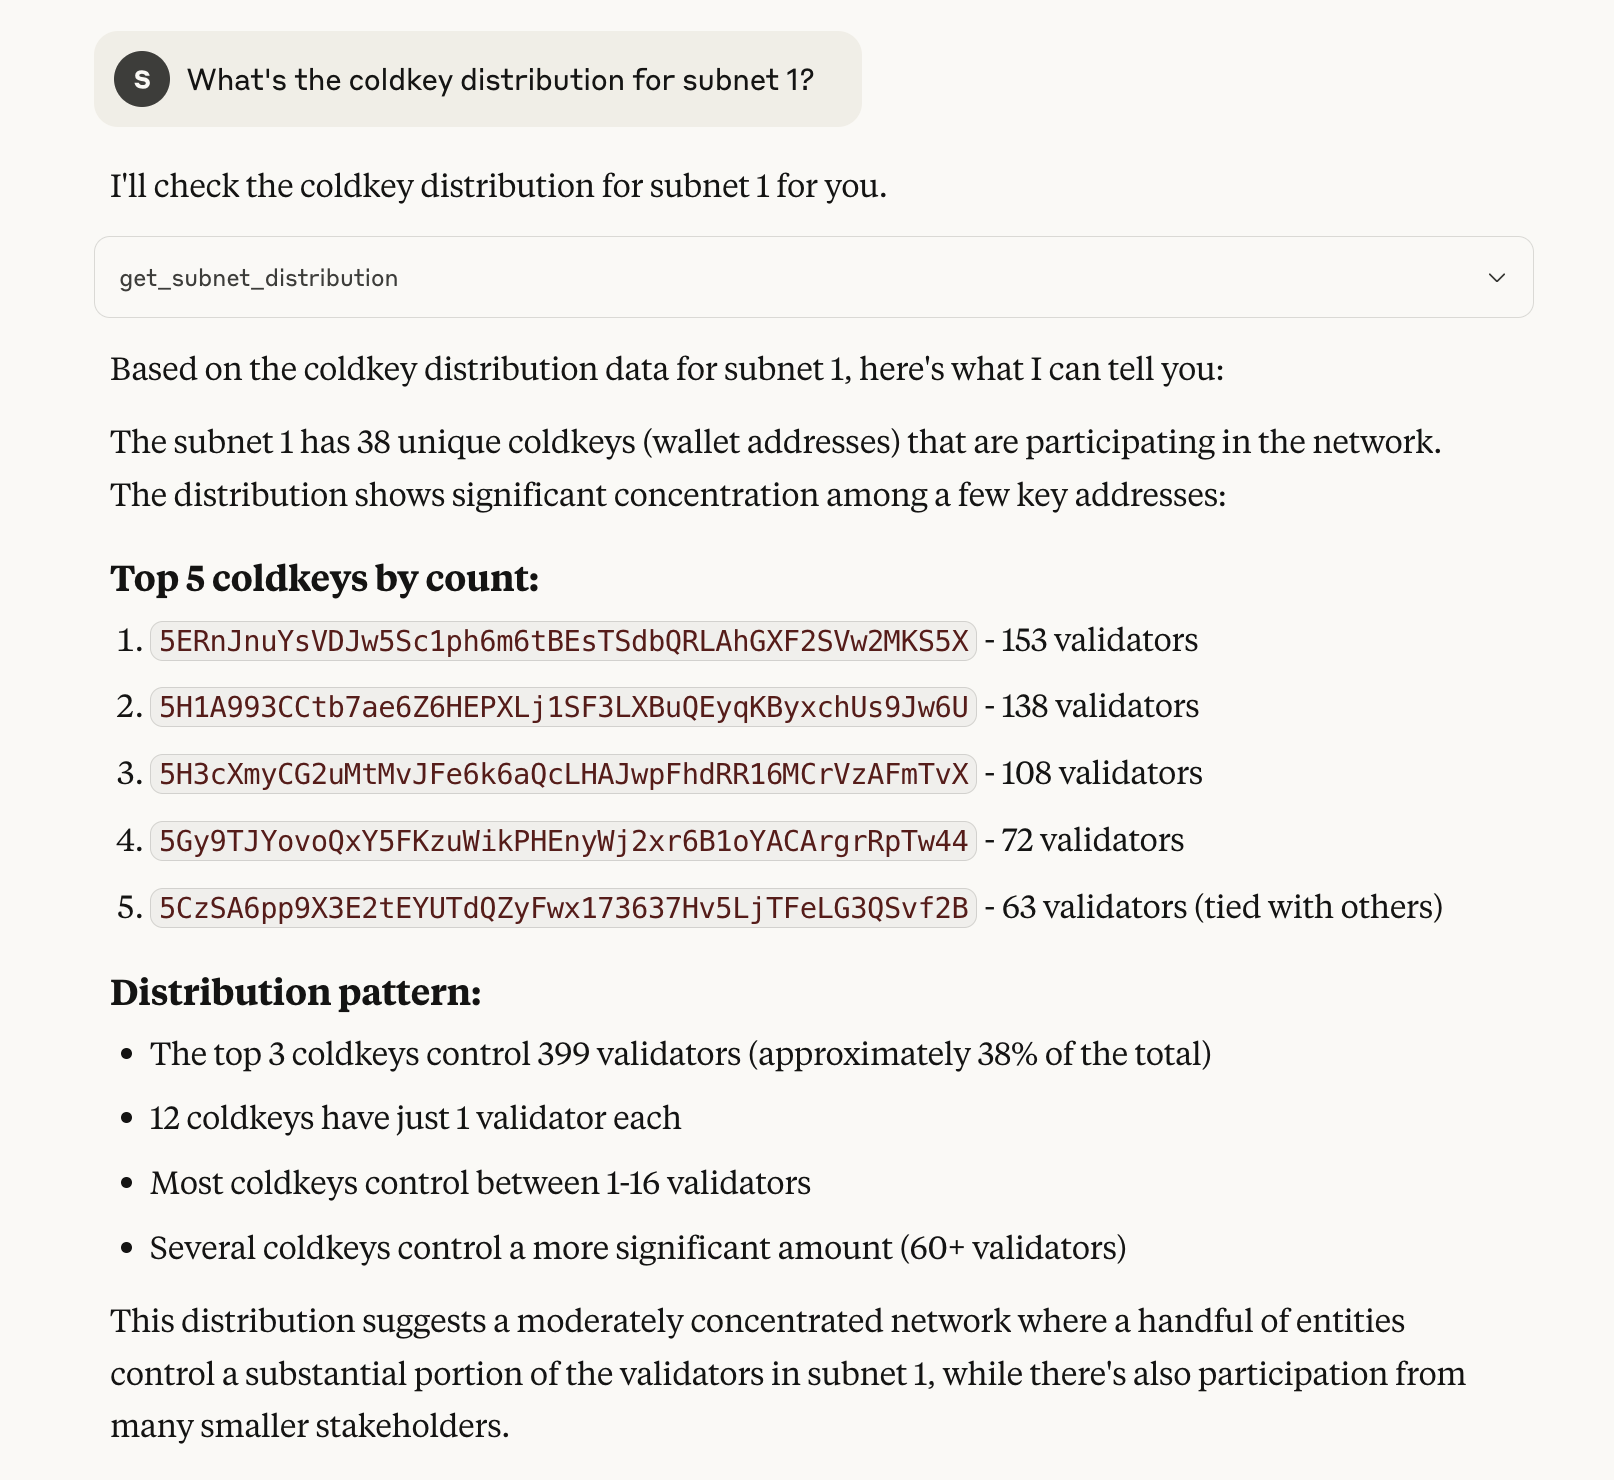 S What's the coldkey distribution for subnet 1?
I'll check the coldkey distribution for subnet 1 for you.
get_subnet_distribution
Based on the coldkey distribution data for subnet 1, here's what I can tell you:
The subnet 1 has 38 unique coldkeys (wallet addresses) that are participating in the network.
The distribution shows significant concentration among a few key addresses:
Top 5 coldkeys by count:
1. 5ERnJnuYsVDJw5Sc1ph6m6tBEsTSdbQRLAhGXF2SVw2MKS5X - 153 validators
2. 5H1A993CCtb7ae6Z6HEPXLj1SF3LXBuQEyqKByxchUs9Jw6U - 138 validators
3. 5H3cXmyCG2uMtMvJFe6k6aQcLHAJwpFhdRR16MCrVzAFmTvX - 108 validators
4. 5Gy9TJYovoQxY5FKzuWikPHEnyWj2xr6B1oYACArgrRpTw44 - 72 validators
5. 5CzSA6pp9X3E2tEYUTdQZyFwx173637Hv5LjTFeLG3QSvf2B - 63 validators (tied with others)
Distribution pattern:
• The top 3 coldkeys control 399 validators (approximately 38% of the total)
• 12 coldkeys have just 1 validator each
• Most coldkeys control between 1-16 validators
• Several coldkeys control a more significant amount (60+ validators)
This distribution suggests a moderately concentrated network where a handful of entities
control a substantial portion of the validators in subnet 1, while there's also participation from
many smaller stakeholders.